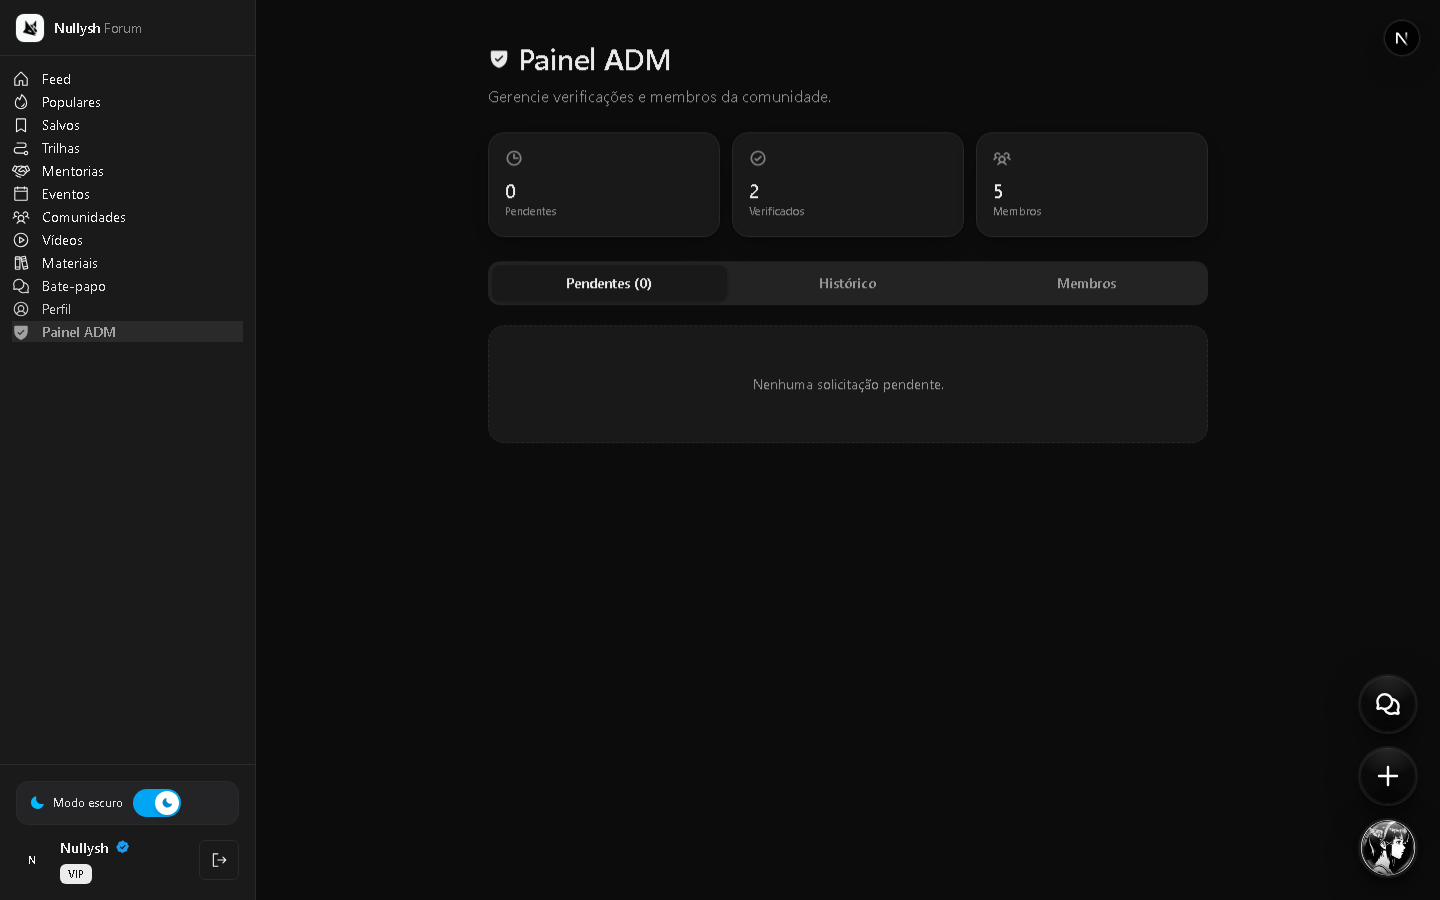 Nullysh Forum
Feed
Populares
Salvos
Trilhas
Mentorias
Eventos
Comunidades
Vídeos
Materiais
Bate-papo
Perfil
Painel ADM
Modo escuro
N
Nullysh
VIP
Painel ADM
Gerencie verificações e membros da comunidade.
0
Pendentes
2
Verificados
5
Membros
Pendentes (0)
Histórico
Membros
Nenhuma solicitação pendente.
N